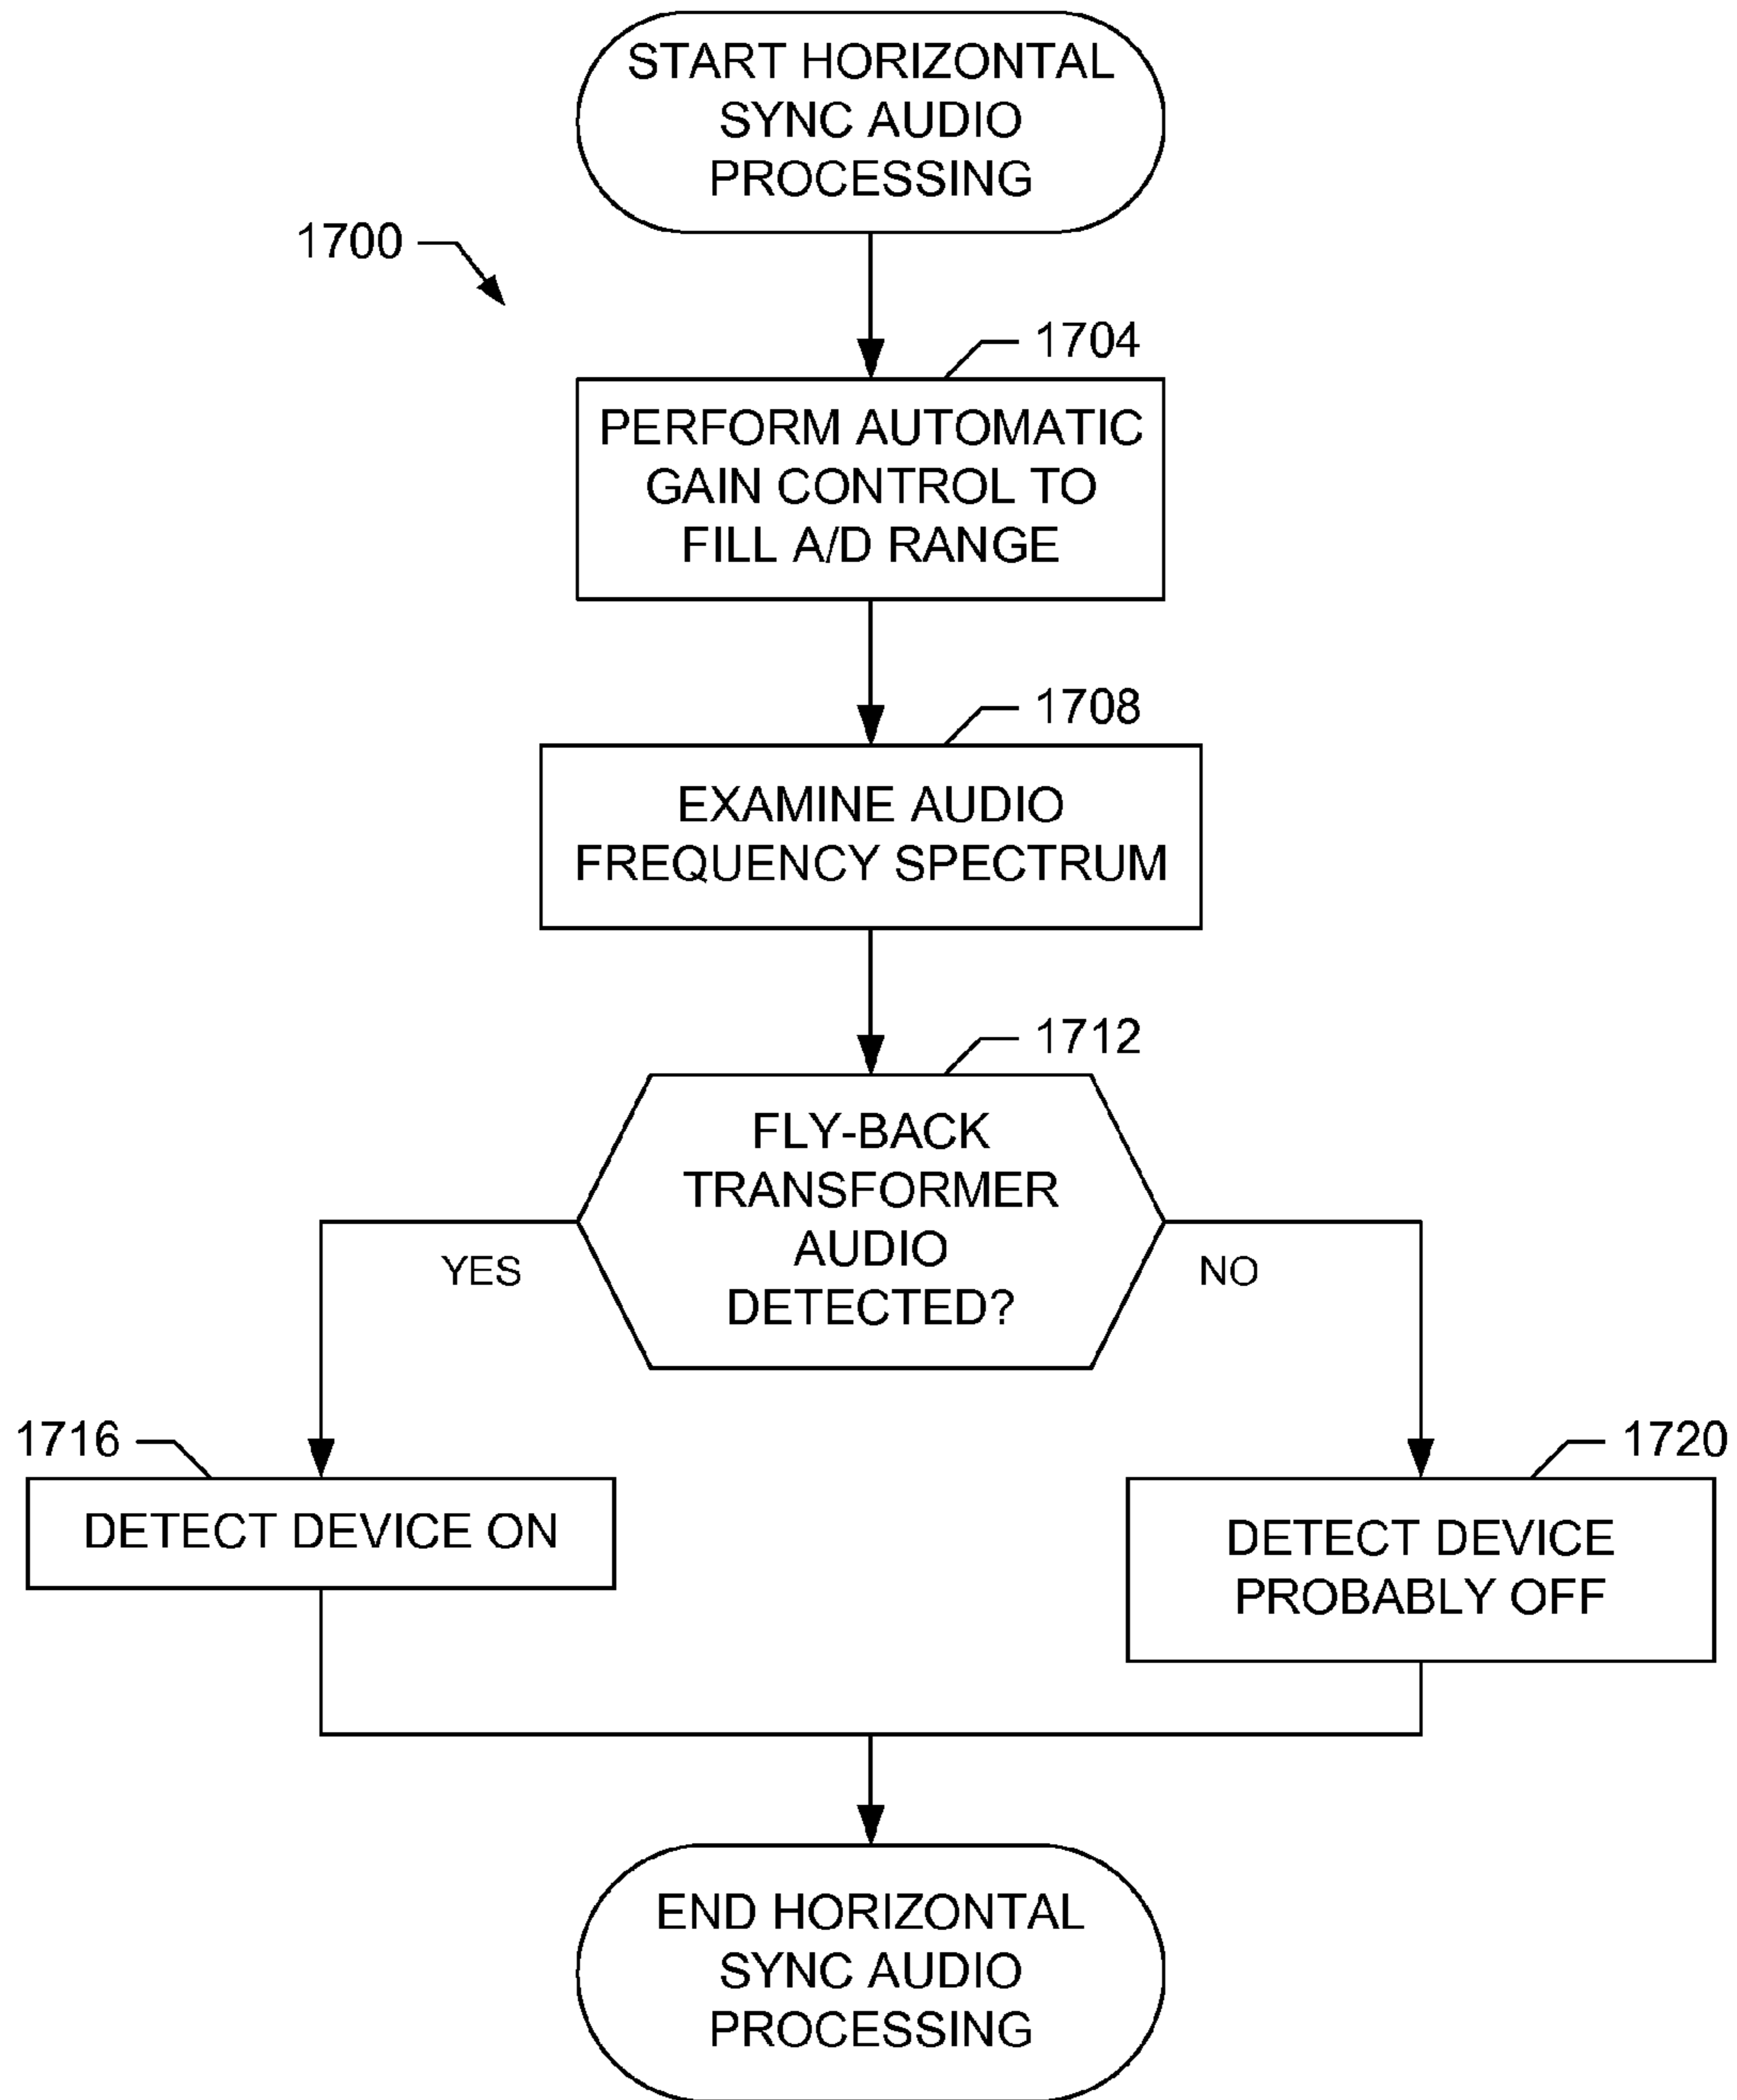 START HORIZONTAL
SYNC AUDIO
PROCESSING
1700
1704
PERFORM AUTOMATIC
GAIN CONTROL TO
FILL A/D RANGE
1708
EXAMINE AUDIO
FREQUENCY SPECTRUM
1712
FLY-BACK
TRANSFORMER
AUDIO
DETECTED?
YES
NO
1716
DETECT DEVICE ON
1720
DETECT DEVICE
PROBABLY OFF
END HORIZONTAL
SYNC AUDIO
PROCESSING